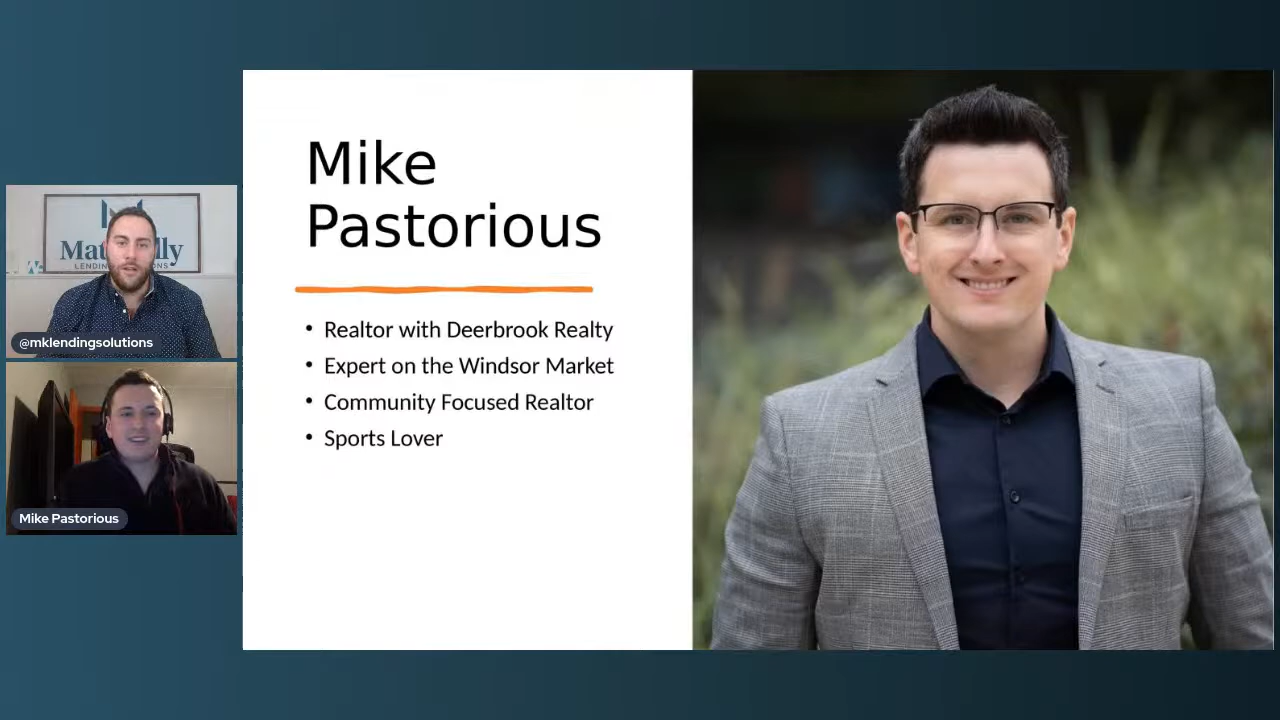 Mike
Pastorious
• Realtor with Deerbrook Realty
• Expert on the Windsor Market
• Community Focused Realtor
• Sports Lover
LENDING
@mklendingsolutions
Mike Pastorious